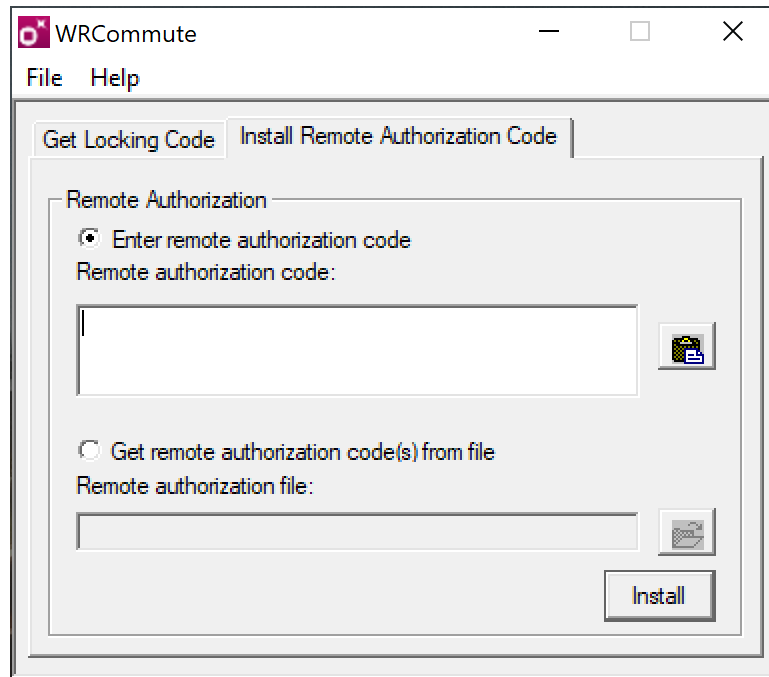 WRCommute
File Help
Get Locking Code Install Remote Authorization Code
Remote Authorization
Enter remote authorization code
Remote authorization code:
Get remote authorization code(s) from file
Remote authorization file:
Install